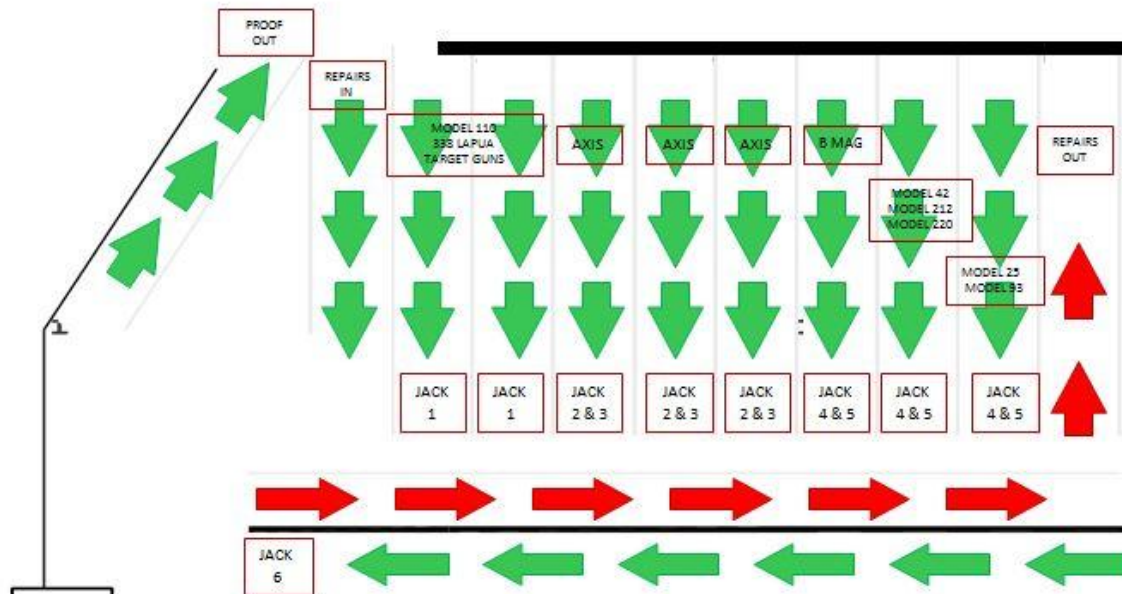 PROOF
OUT
REPAIRS
IN
MODEL 110
338 LAPUA
TARGET GUNS
AXIS
AXIS
AXIS
B MAG
REPAIRS
OUT
MODEL 42
MODEL 212
MODEL 220
MODEL 25
MODEL 93
JACK
1
JACK
1
JACK
2 & 3
JACK
2 & 3
JACK
2 & 3
JACK
4 & 5
JACK
4 & 5
JACK
4 & 5
JACK
6